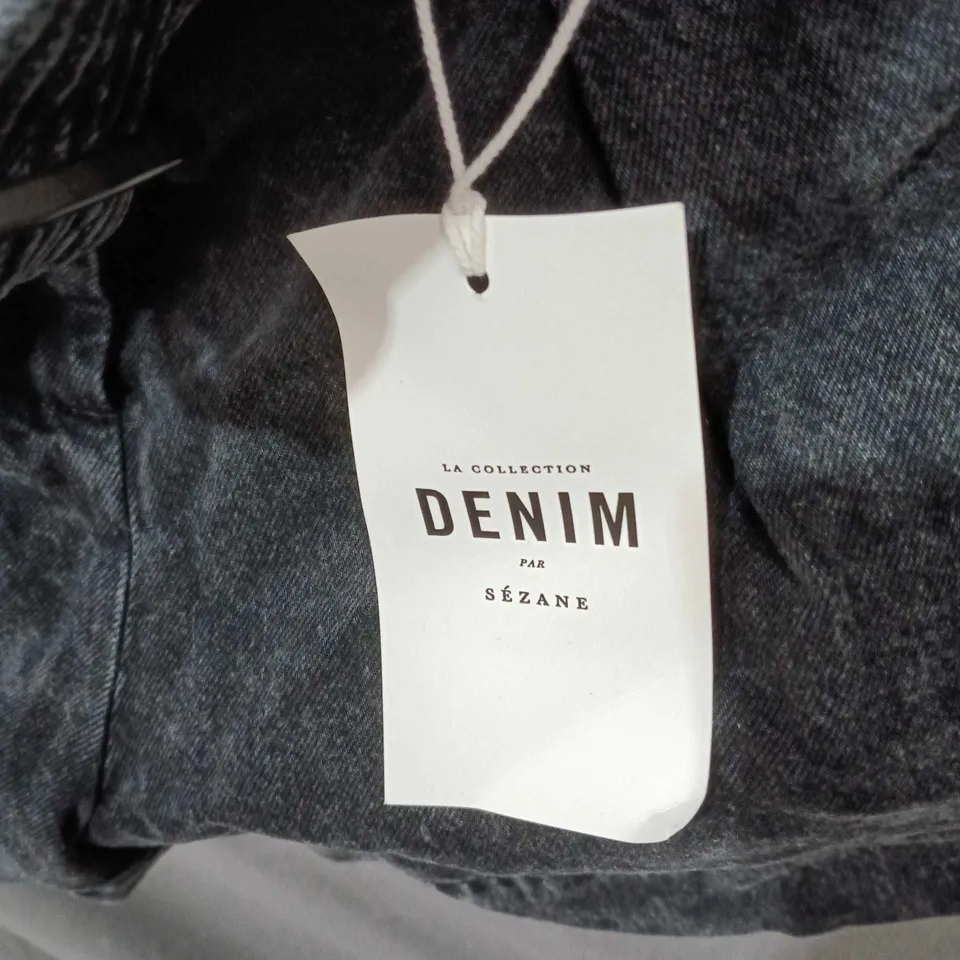 LA COLLECTION
DENIM
PAR
SÉZANE